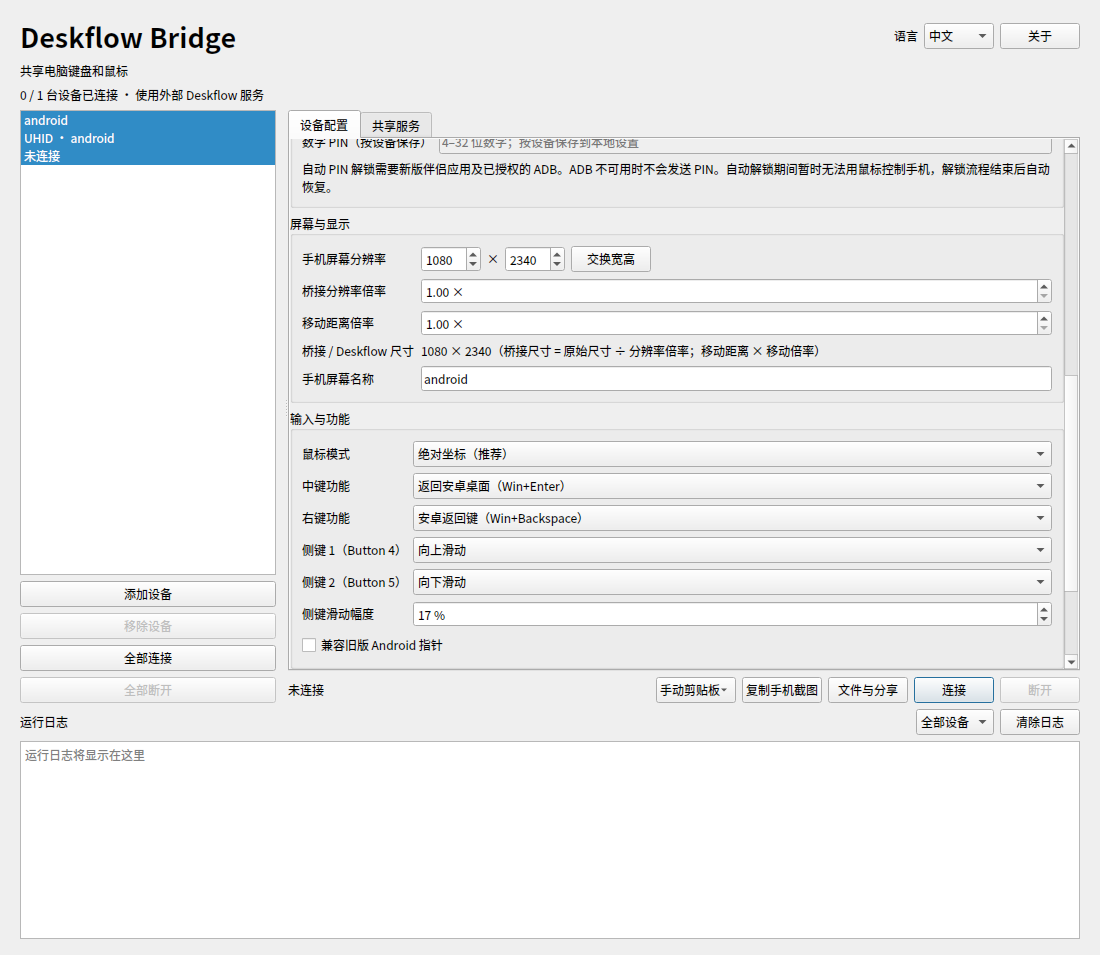 Deskflow Bridge
语言 中文 关于
共享电脑键盘和鼠标
0 / 1 台设备已连接 · 使用外部 Deskflow 服务
android
UHID · android
未连接
添加设备
移除设备
全部连接
全部断开
设备配置 共享服务
数字 PIN（按设备保存） 4–32 位数字；按设备保存到本地设置
自动 PIN 解锁需要新版伴侣应用及已授权的 ADB。ADB 不可用时不会发送 PIN。自动解锁期间暂时无法用鼠标控制手机，解锁流程结束后自动
恢复。
屏幕与显示
手机屏幕分辨率 1080 × 2340 交换宽高
桥接分辨率倍率 1.00 ×
移动距离倍率 1.00 ×
桥接 / Deskflow 尺寸 1080 × 2340（桥接尺寸 = 原始尺寸 ÷ 分辨率倍率；移动距离 × 移动倍率）
手机屏幕名称 android
输入与功能
鼠标模式 绝对坐标（推荐）
中键功能 返回安卓桌面（Win+Enter）
右键功能 安卓返回键（Win+Backspace）
侧键 1（Button 4） 向上滑动
侧键 2（Button 5） 向下滑动
侧键滑动幅度 17 %
兼容旧版 Android 指针
未连接 手动剪贴板 复制手机截图 文件与分享 连接 断开
运行日志 全部设备 清除日志
运行日志将显示在这里